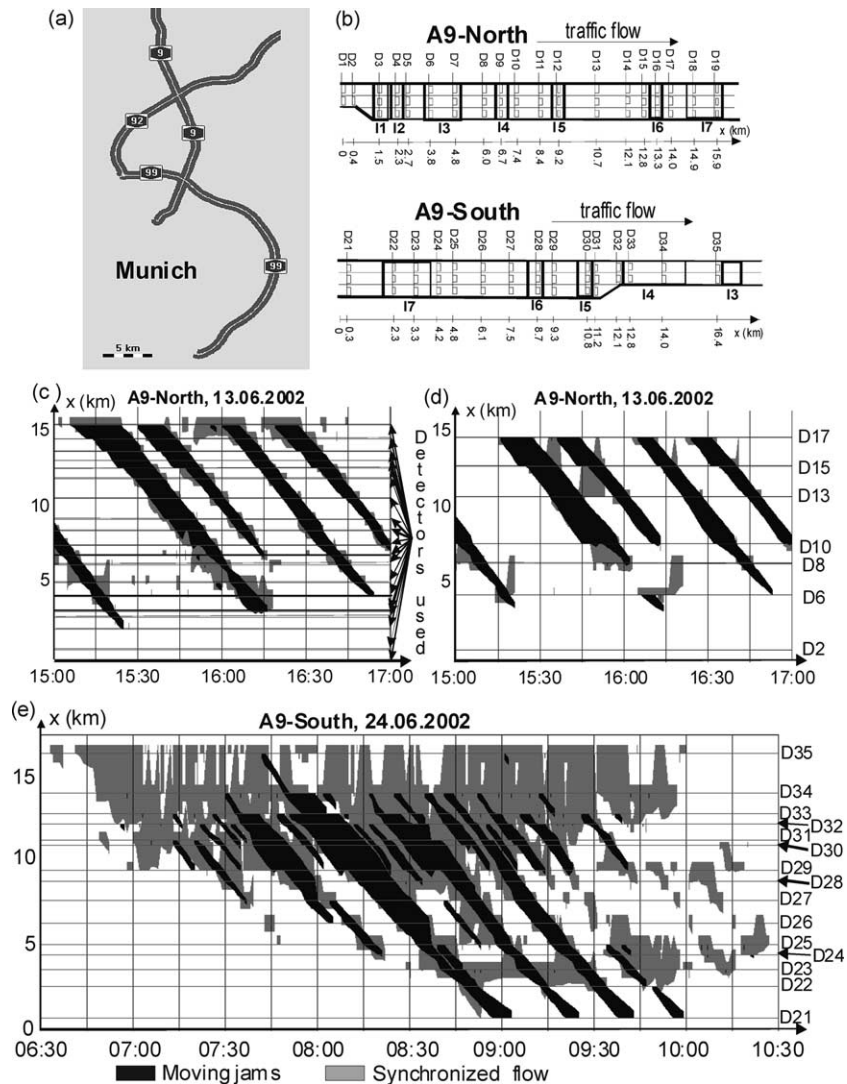 (a)
9
92
9
99
99
Munich
5 km
(b)
A9-North
traffic flow
D1 D2 D3 D4 D5 D6 D7 D8 D9 D10 D11 D12 D13 D14 D15 D16 D17 D18 D19
I1 I2 I3 I4 I5 I6 I7
x (km)
0 0.4 1.5 2.3 2.7 3.8 4.8 6.0 6.7 7.4 8.4 9.2 10.7 12.1 12.8 13.3 14.0 14.9 15.9
A9-South
traffic flow
D21 D22 D23 D24 D25 D26 D27 D28 D29 D30 D31 D32 D33 D34 D35
I7 I6 I5 I4 I3
x (km)
0 0.3 2.3 3.3 4.2 4.8 6.1 7.5 8.7 9.3 10.8 11.2 12.1 12.8 14.0 16.4
(c)
x (km)
A9-North, 13.06.2002
15
10
5
Detectors used
15:00 15:30 16:00 16:30 17:00
(d)
x (km)
A9-North, 13.06.2002
15
10
5
D17
D15
D13
D10
D8
D6
D2
15:00 15:30 16:00 16:30 17:00
(e)
x (km)
A9-South, 24.06.2002
15
10
5
0
D35
D34
D33
D32
D31
D30
D29
D28
D27
D26
D25
D24
D23
D22
D21
06:30 07:00 07:30 08:00 08:30 09:00 09:30 10:00 10:30
Moving jams
Synchronized flow